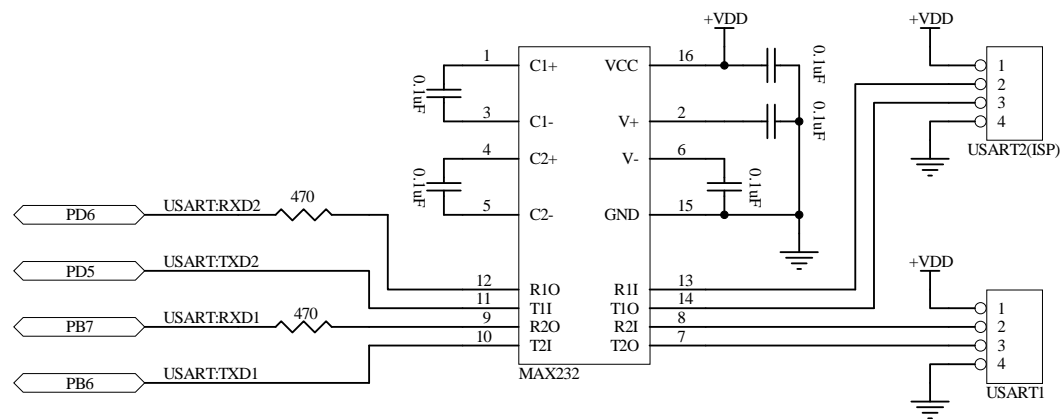 +VDD
+VDD
1
C1+
VCC
16
0.1uF
0.1uF
3
C1-
V+
2
0.1uF
4
C2+
V-
6
0.1uF
0.1uF
5
C2-
GND
15
1
2
3
4
USART2(ISP)
PD6
USART:RXD2
470
PD5
USART:TXD2
12
R1O
R1I
13
11
T1I
T1O
14
PB7
USART:RXD1
470
9
R2O
R2I
8
10
T2I
T2O
7
PB6
USART:TXD1
MAX232
+VDD
1
2
3
4
USART1